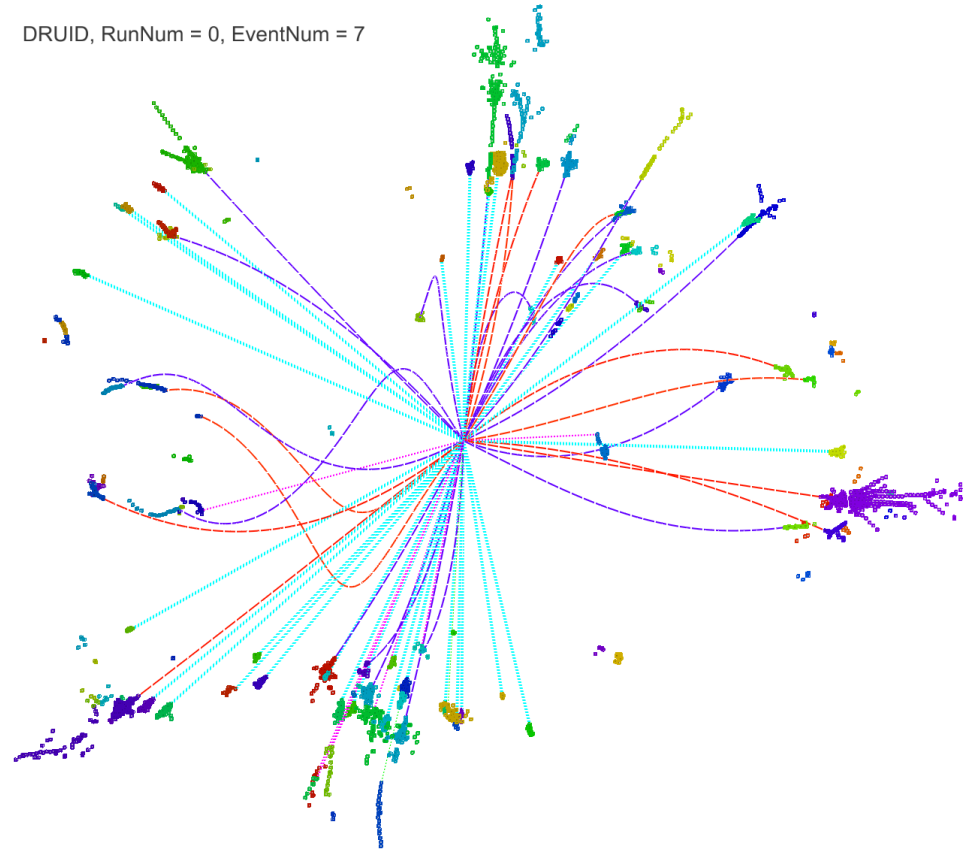 DRUID, RunNum = 0, EventNum = 7